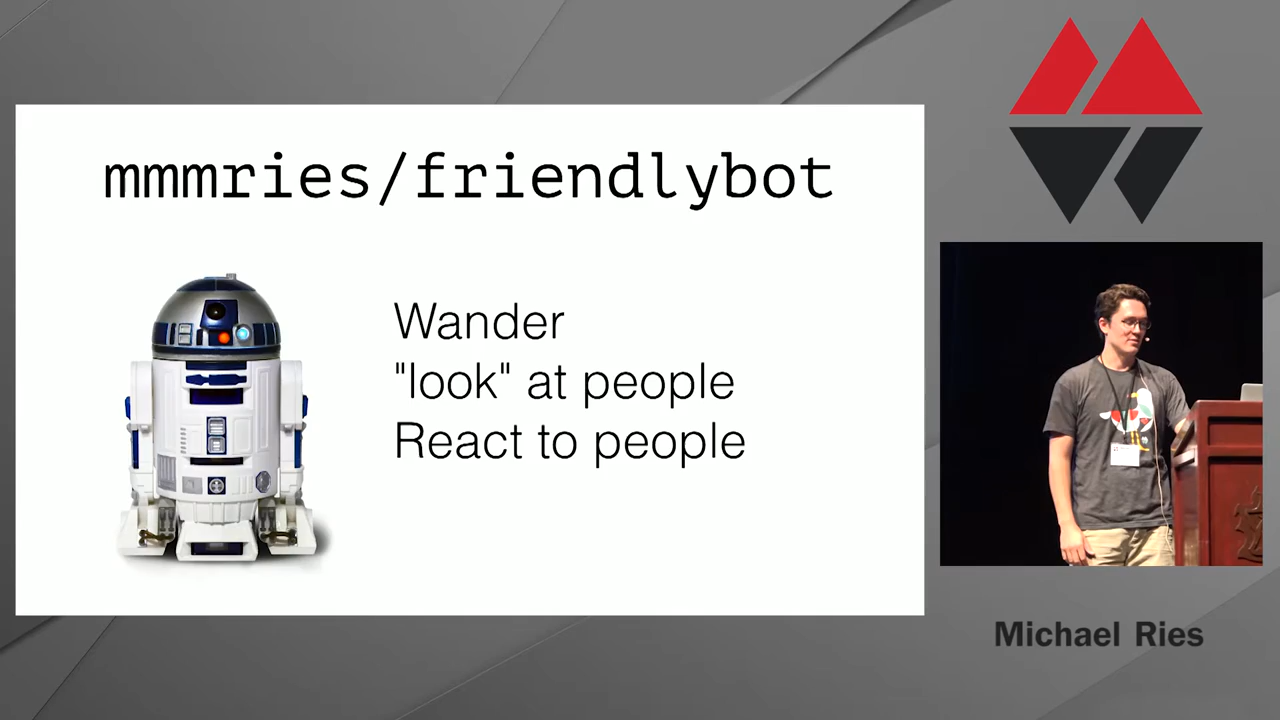 mmmries/friendlybot
Wander
"look" at people
React to people
Michael Ries